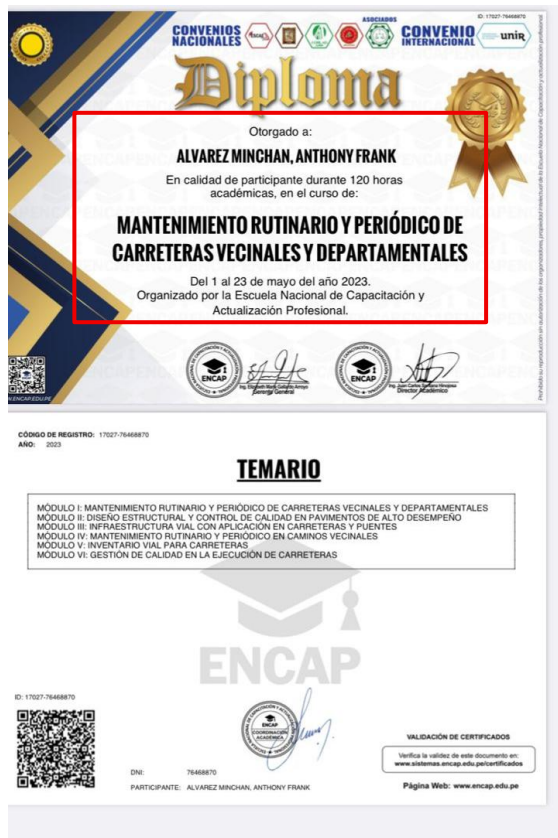 CONVENIOS
NACIONALES
ASOCIADOS
CONVENIO
INTERNACIONAL
unir
ID: 17027-76468870
Diploma
Otorgado a:
ALVAREZ MINCHAN, ANTHONY FRANK
En calidad de participante durante 120 horas
académicas, en el curso de:
MANTENIMIENTO RUTINARIO Y PERIÓDICO DE
CARRETERAS VECINALES Y DEPARTAMENTALES
Del 1 al 23 de mayo del año 2023.
Organizado por la Escuela Nacional de Capacitación y
Actualización Profesional.
ENCAP
Gerente General
ENCAP
Director Académico
CÓDIGO DE REGISTRO: 17027-76468870
AÑO: 2023
TEMARIO
MÓDULO I: MANTENIMIENTO RUTINARIO Y PERIÓDICO DE CARRETERAS VECINALES Y DEPARTAMENTALES
MÓDULO II: DISEÑO ESTRUCTURAL Y CONTROL DE CALIDAD EN PAVIMENTOS DE ALTO DESEMPEÑO
MÓDULO III: INFRAESTRUCTURA VIAL CON APLICACIÓN EN CARRETERAS Y PUENTES
MÓDULO IV: MANTENIMIENTO RUTINARIO Y PERIÓDICO EN CAMINOS VECINALES
MÓDULO V: INVENTARIO VIAL PARA CARRETERAS
MÓDULO VI: GESTIÓN DE CALIDAD EN LA EJECUCIÓN DE CARRETERAS
ENCAP
ID: 17027-76468870
ENCAP
COORDINACIÓN
ACADÉMICA
DNI: 76468870
PARTICIPANTE: ALVAREZ MINCHAN, ANTHONY FRANK
VALIDACIÓN DE CERTIFICADOS
Verifica la validez de este documento en:
www.sistemas.encap.edu.pe/certificados
Página Web: www.encap.edu.pe